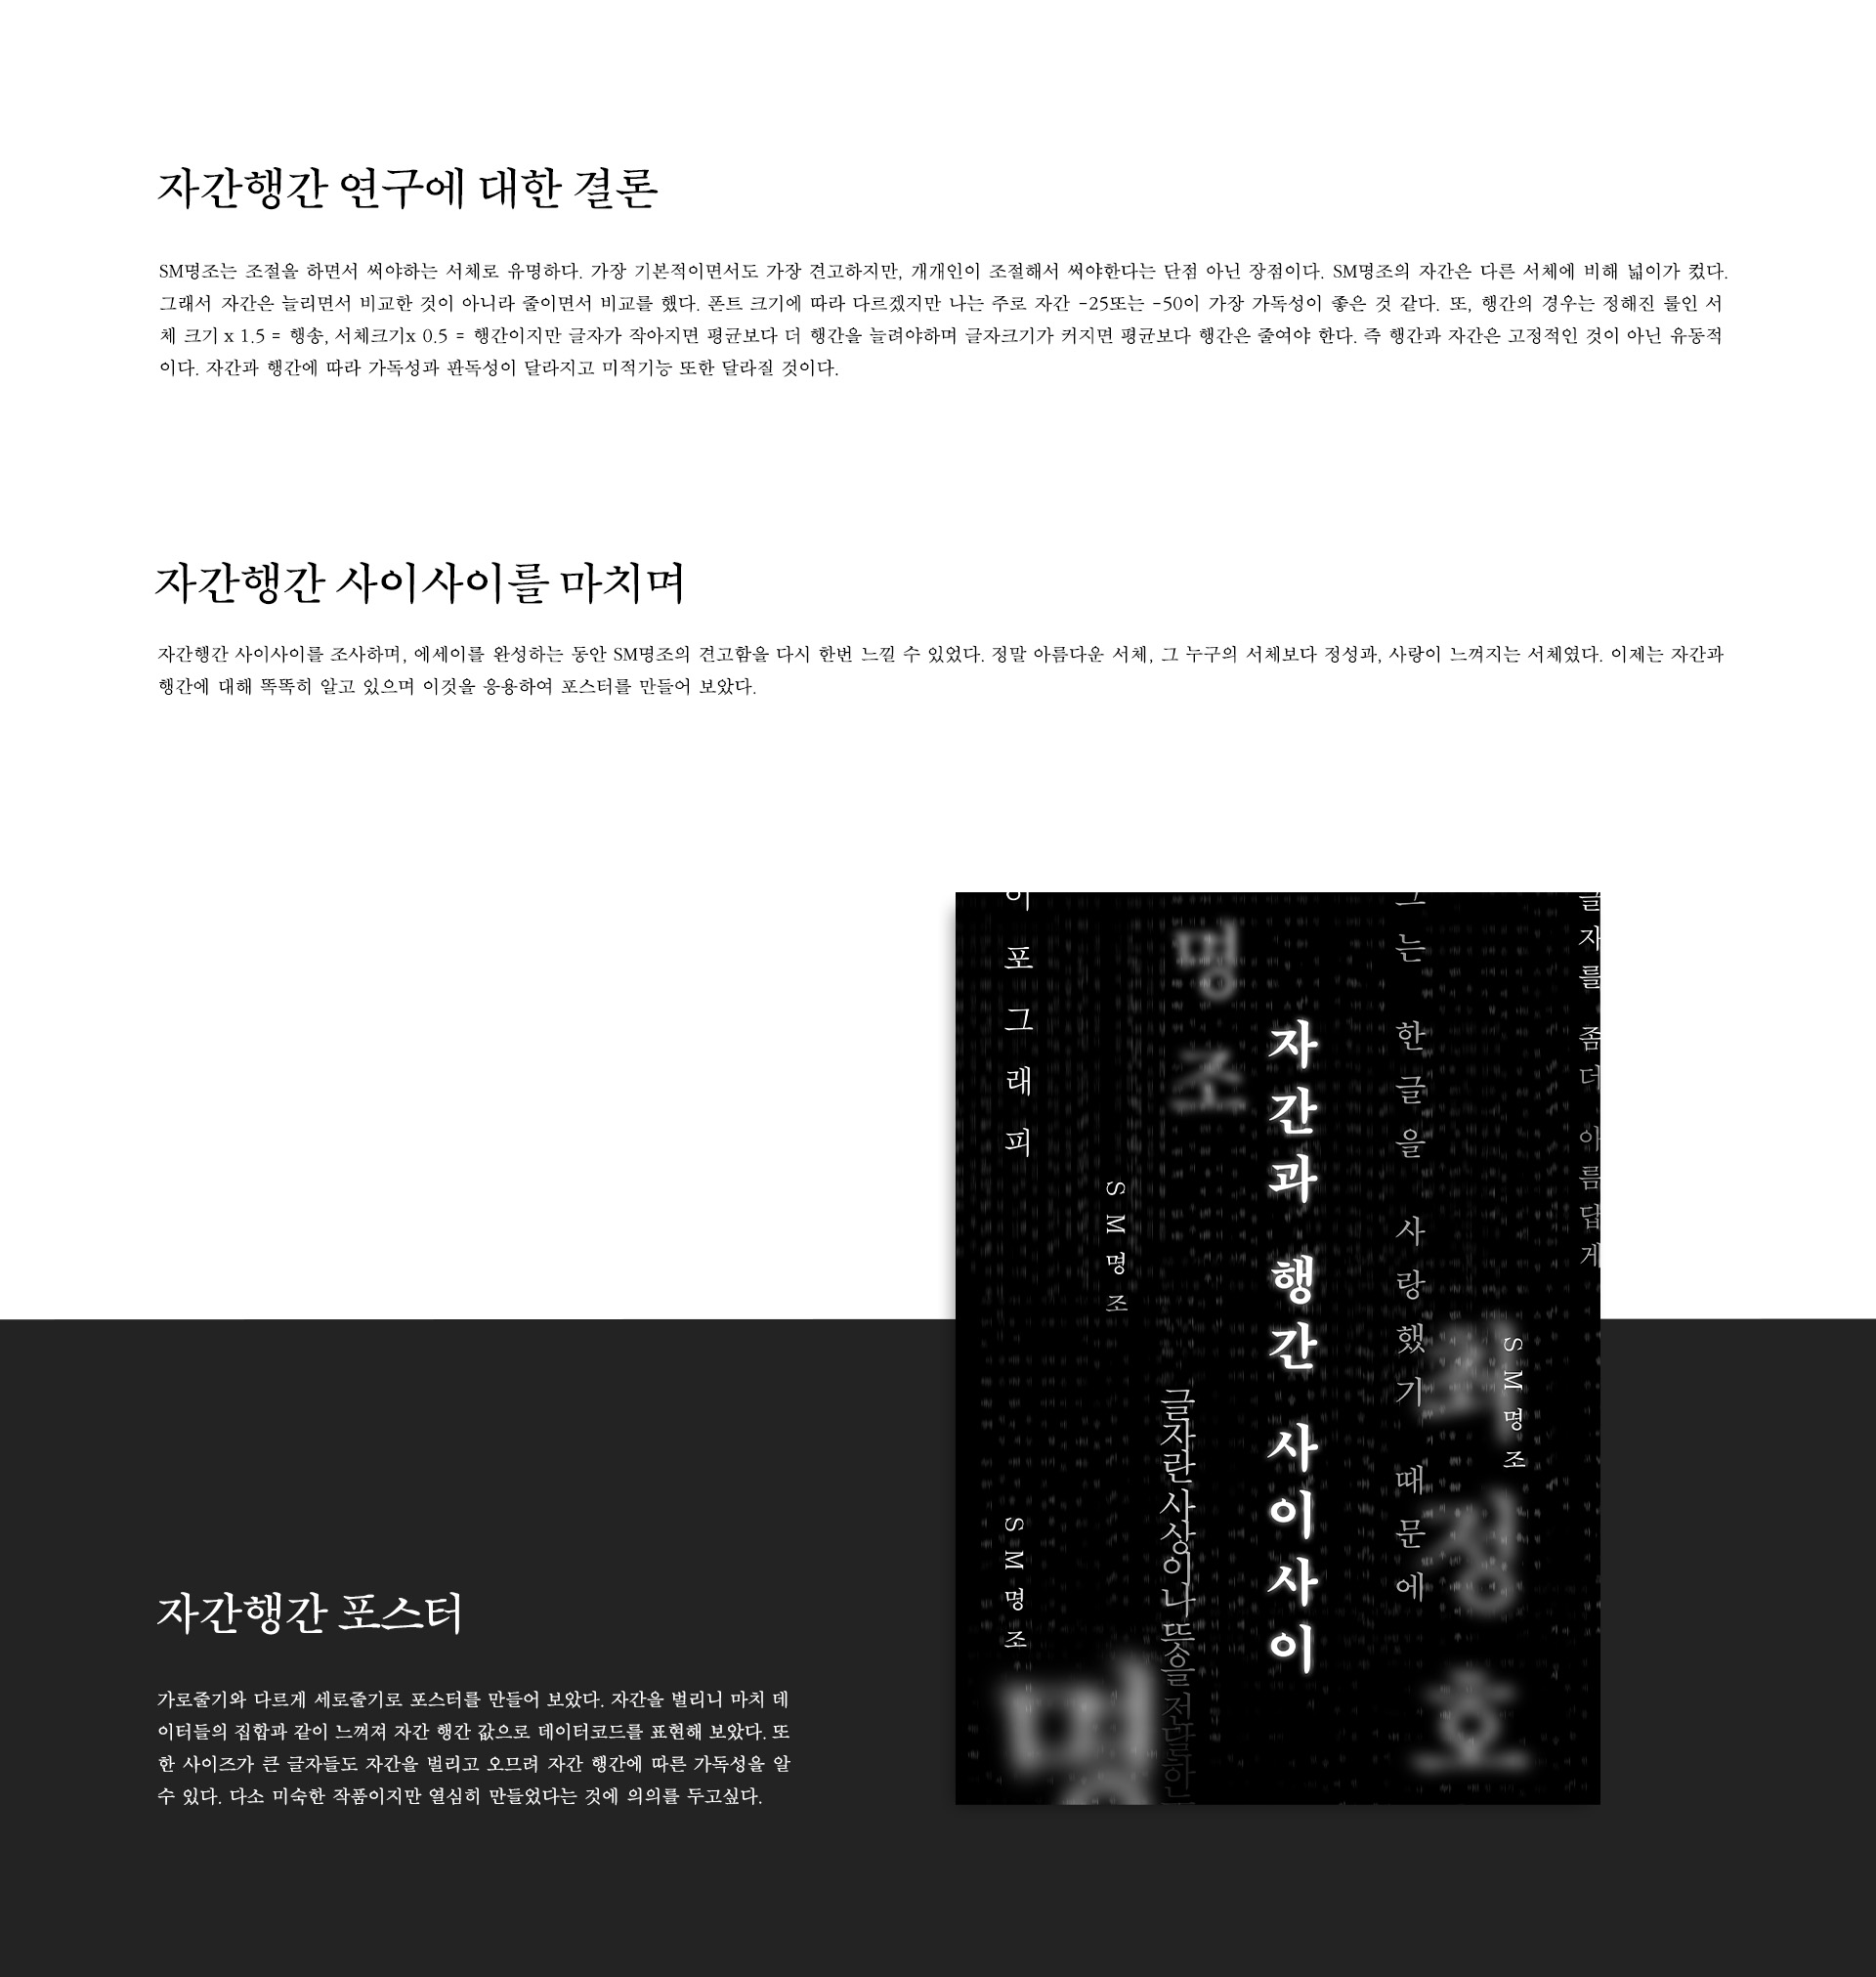 자간행간 연구에 대한 결론
SM명조는 조절을 하면서 써야하는 서체로 유명하다. 가장 기본적이면서도 가장 견고하지만, 개개인이 조절해서 써야한다는 단점 아닌 장점이다. SM명조의 자간은 다른 서체에 비해 넓이가 컸다.
그래서 자간은 늘리면서 비교한 것이 아니라 줄이면서 비교를 했다. 폰트 크기에 따라 다르겠지만 나는 주로 자간 -25또는 -50이 가장 가독성이 좋은 것 같다. 또, 행간의 경우는 정해진 룰인 서
체 크기 x 1.5 = 행송, 서체크기x 0.5 = 행간이지만 글자가 작아지면 평균보다 더 행간을 늘려야하며 글자크기가 커지면 평균보다 행간은 줄여야 한다. 즉 행간과 자간은 고정적인 것이 아닌 유동적
이다. 자간과 행간에 따라 가독성과 판독성이 달라지고 미적기능 또한 달라질 것이다.
자간행간 사이사이를 마치며
자간행간 사이사이를 조사하며, 에세이를 완성하는 동안 SM명조의 견고함을 다시 한번 느낄 수 있었다. 정말 아름다운 서체, 그 누구의 서체보다 정성과, 사랑이 느껴지는 서체였다. 이제는 자간과
행간에 대해 똑똑히 알고 있으며 이것을 응용하여 포스터를 만들어 보았다.
자간행간 포스터
가로줄기와 다르게 세로줄기로 포스터를 만들어 보았다. 자간을 벌리니 마치 데
이터들의 집합과 같이 느껴져 자간 행간 값으로 데이터코드를 표현해 보았다. 또
한 사이즈가 큰 글자들도 자간을 벌리고 오므려 자간 행간에 따른 가독성을 알
수 있다. 다소 미숙한 작품이지만 열심히 만들었다는 것에 의의를 두고싶다.
이포그래피
SM명조
SM명조
명조
글자란 사상이나 뜻을 전달하는
자간과 행간 사이사이
그는 한글을 사랑했기 때문에
SM명조
최정호
글자를 좀더 아름답게
명